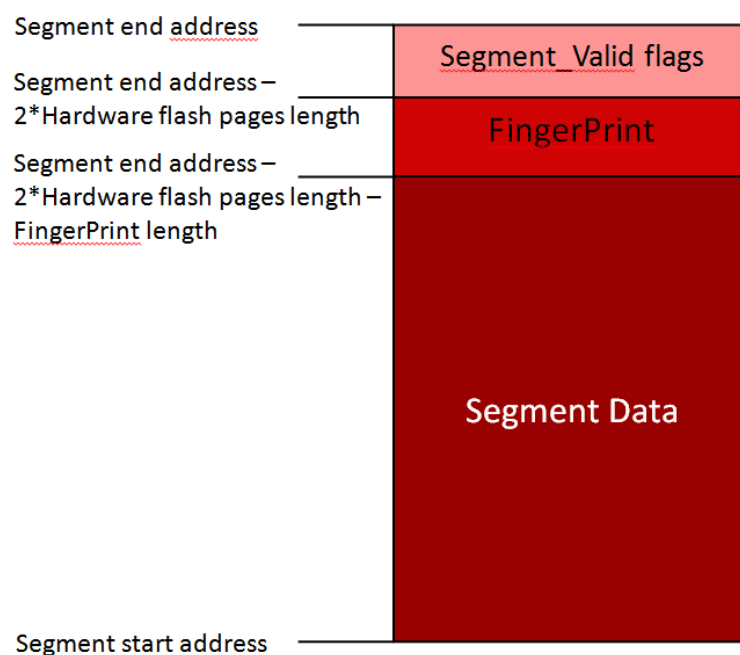 Segment end address
Segment_Valid flags
Segment end address –
2*Hardware flash pages length
FingerPrint
Segment end address –
2*Hardware flash pages length –
FingerPrint length
Segment Data
Segment start address